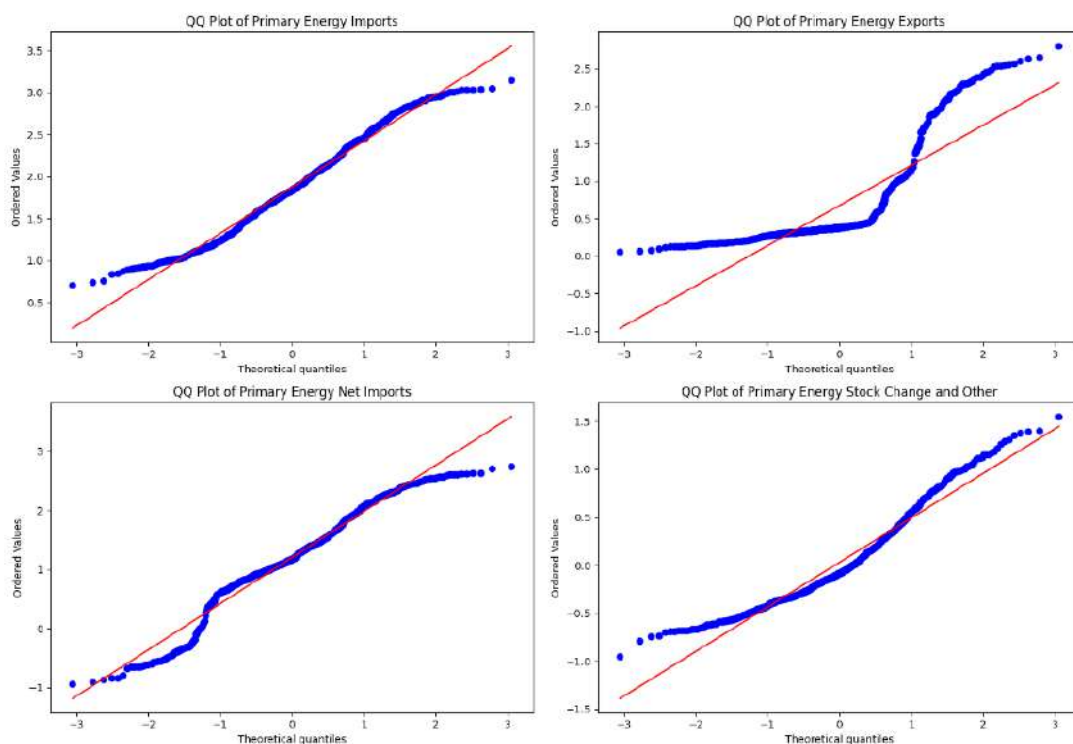 QQ Plot of Primary Energy Imports
3.5
3.0
2.5
2.0
1.5
1.0
0.5
Ordered Values
−3 −2 −1 0 1 2 3
Theoretical quantiles
QQ Plot of Primary Energy Exports
2.5
2.0
1.5
1.0
0.5
0.0
−0.5
−1.0
Ordered Values
−3 −2 −1 0 1 2 3
Theoretical quantiles
QQ Plot of Primary Energy Net Imports
3
2
1
0
−1
Ordered Values
−3 −2 −1 0 1 2 3
Theoretical quantiles
QQ Plot of Primary Energy Stock Change and Other
1.5
1.0
0.5
0.0
−0.5
−1.0
−1.5
Ordered Values
−3 −2 −1 0 1 2 3
Theoretical quantiles